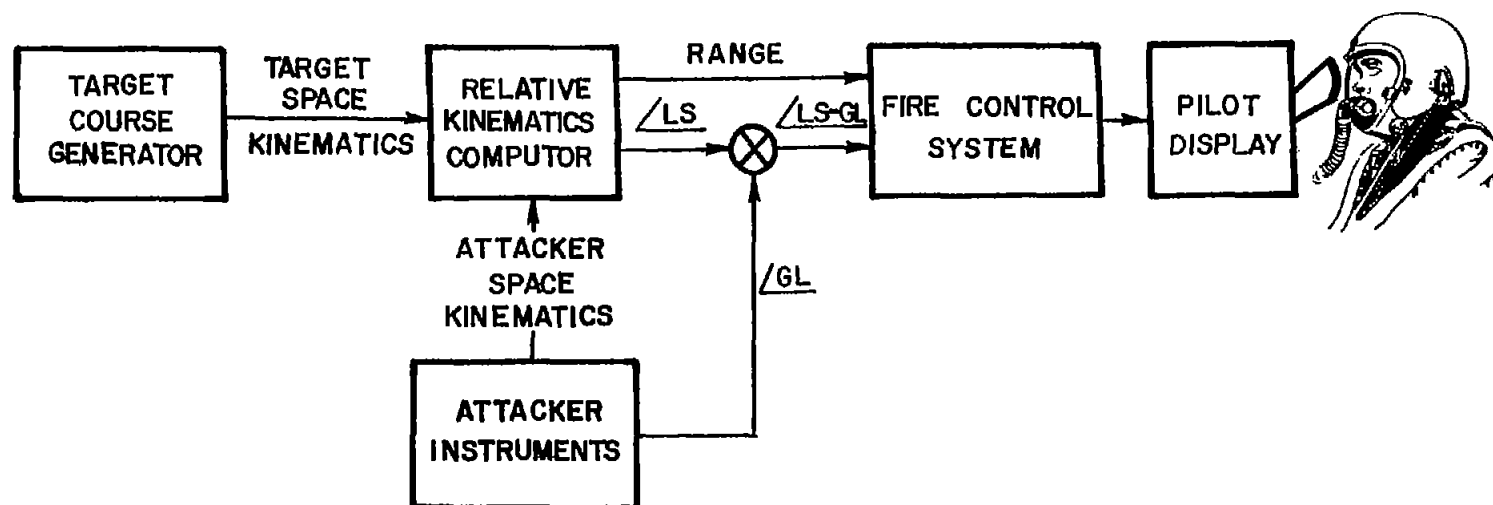 TARGET
COURSE
GENERATOR
TARGET
SPACE
KINEMATICS
RELATIVE
KINEMATICS
COMPUTOR
RANGE
∠LS
∠LS-GL
FIRE CONTROL
SYSTEM
PILOT
DISPLAY
ATTACKER
SPACE
KINEMATICS
∠GL
ATTACKER
INSTRUMENTS